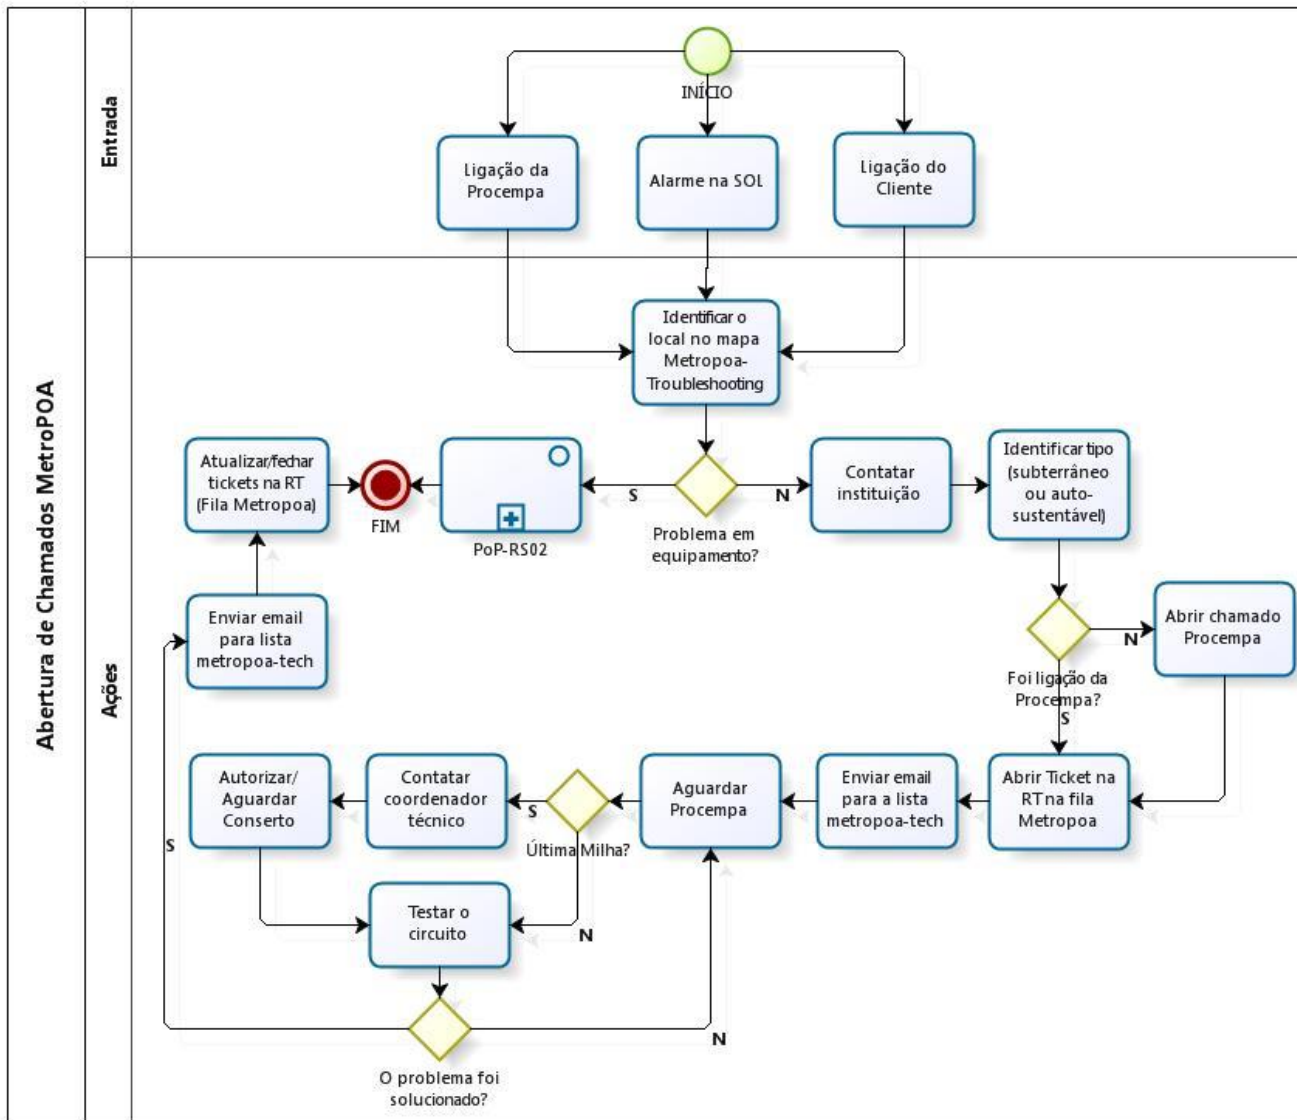 Abertura de Chamados MetroPOA
Entrada
INÍCIO
Ligação da
Procempa
Alarme na SOL
Ligação do
Cliente
Ações
Identificar o
local no mapa
Metropoa-
Troubleshooting
Atualizar/fechar
tickets na RT
(Fila Metropoa)
FIM
PoP-RS02
S
N
Problema em
equipamento?
Contatar
instituição
Identificar tipo
(subterrâneo
ou auto-
sustentável)
Enviar email
para lista
metropoa-tech
Foi ligação da
Procempa?
N
S
Abrir chamado
Procempa
Autorizar/
Aguardar
Conserto
Contatar
coordenador
técnico
S
Última Milha?
N
Aguardar
Procempa
Enviar email
para a lista
metropoa-tech
Abrir Ticket na
RT na fila
Metropoa
Testar o
circuito
S
N
O problema foi
solucionado?